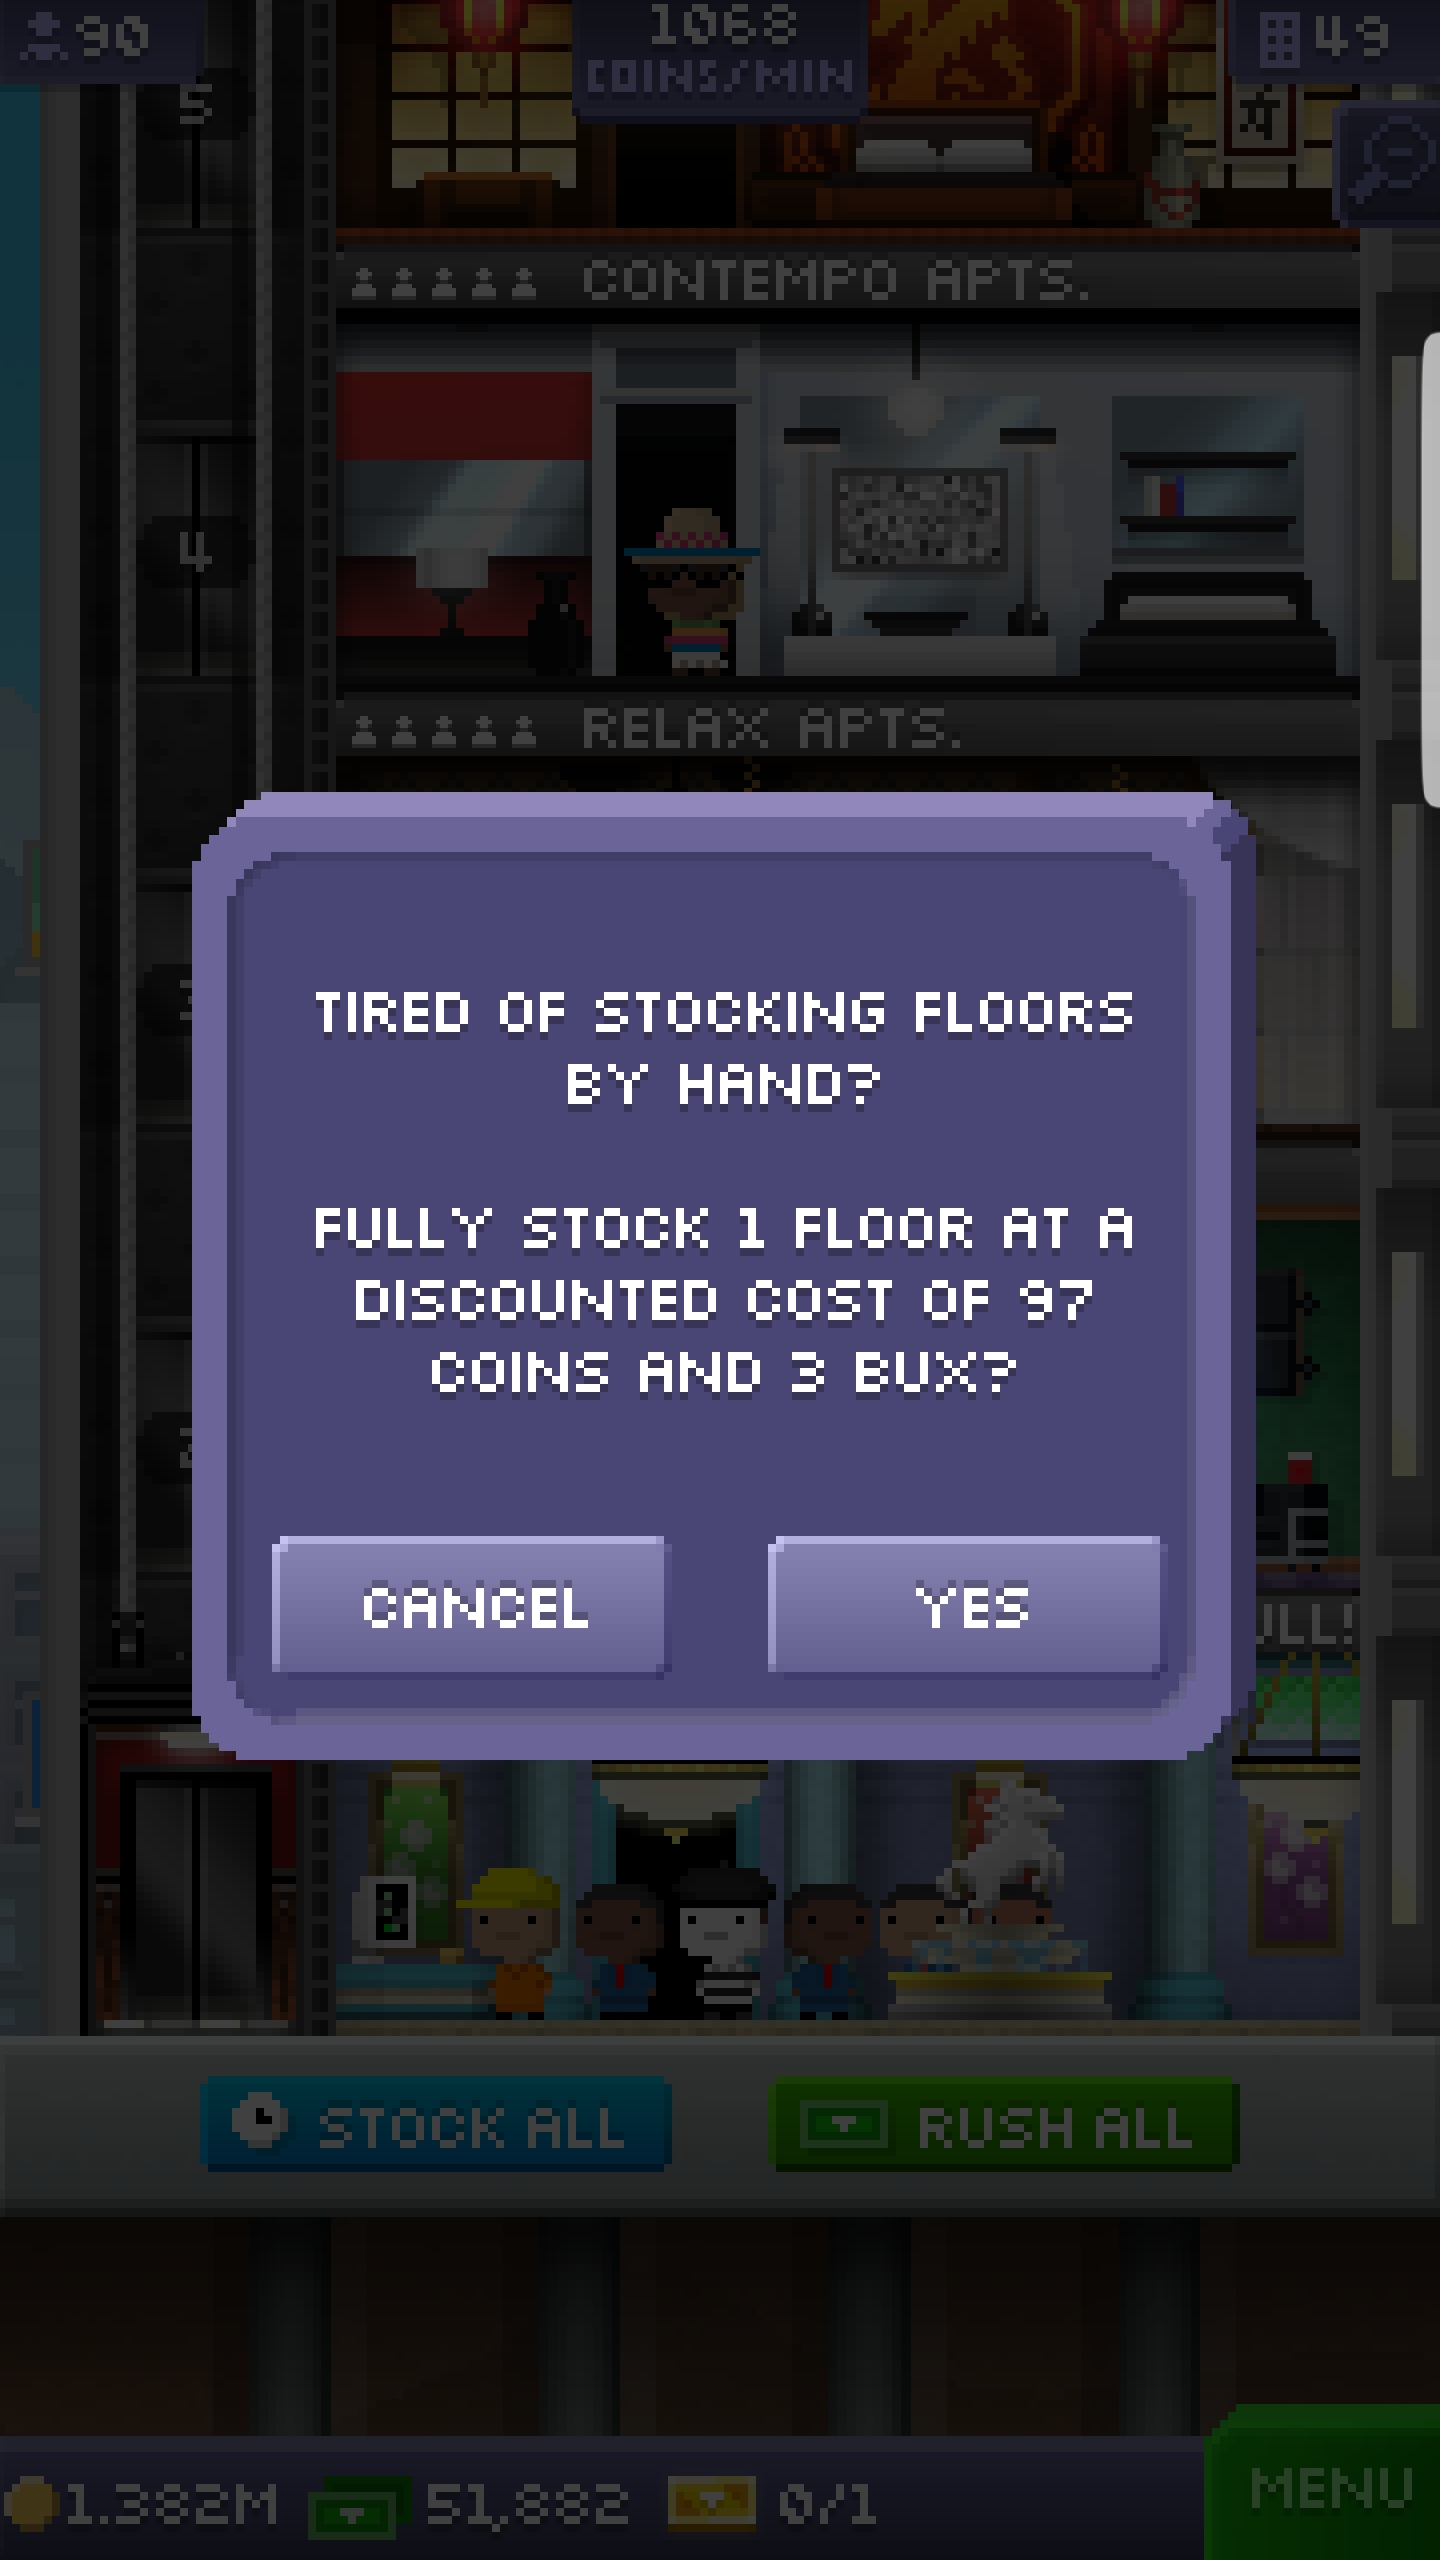 90
1068
COINS/MIN
49
5
CONTEMPO APTS.
4
RELAX APTS.
TIRED OF STOCKING FLOORS
BY HAND?
FULLY STOCK 1 FLOOR AT A
DISCOUNTED COST OF 97
COINS AND 3 BUX?
CANCEL
YES
STOCK ALL
RUSH ALL
1.382M
51,882
0/1
MENU